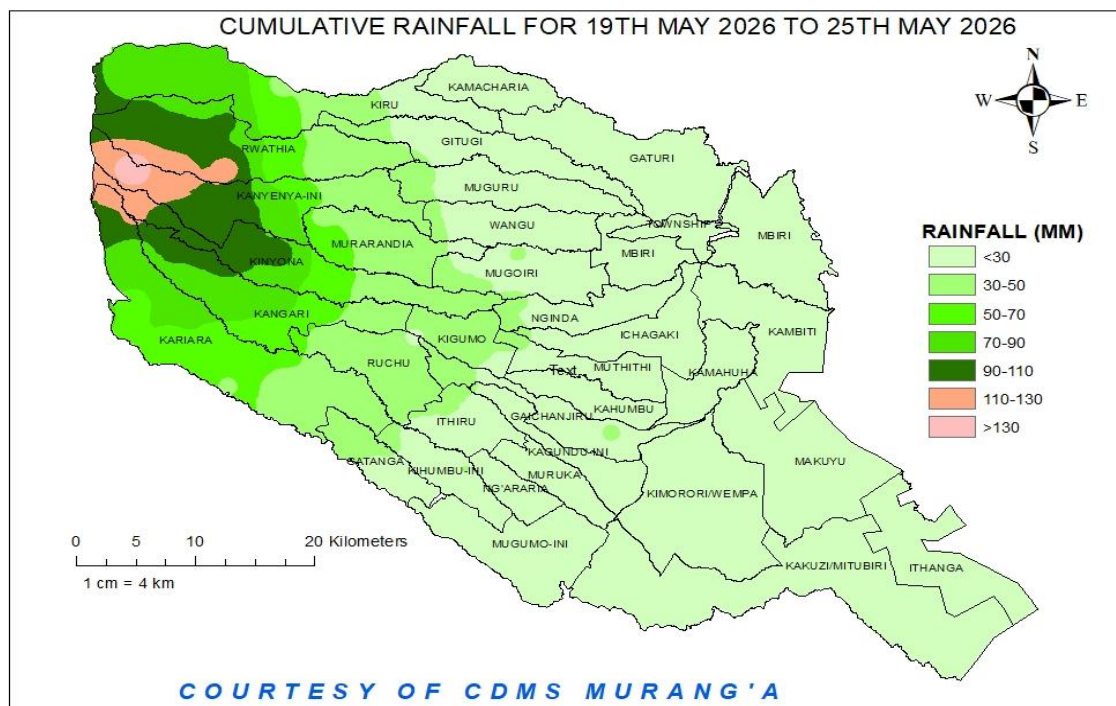 CUMULATIVE RAINFALL FOR 19TH MAY 2026 TO 25TH MAY 2026
N
W E
S
KAMACHARIA
KIRU
GITUGI
RWATHIA
GATURI
MUGURU
KANYENYA-INI
WANGU
TOWNSHIP'S
MBIRI
MURARANDIA
MBIRI
KINYONA
MUGOIRI
KANGARI
NGINDA
KAMBITI
KARIARA
KIGUMO
ICHAGAKI
RUCHU
MUTHITHI
Text
KAMAHUHA
KAHUMBU
GAICHANJIRU
ITHIRU
KAGUNDU-INI
GATANGA
KIHUMBU-INI
MURUKA
MAKUYU
NG'ARARIA
KIMORORI/WEMPA
MUGUMO-INI
KAKUZI/MITUBIRI
ITHANGA
RAINFALL (MM)
<30
30-50
50-70
70-90
90-110
110-130
>130
0 5 10 20 Kilometers
1 cm = 4 km
COURTESY OF CDMS MURANG'A